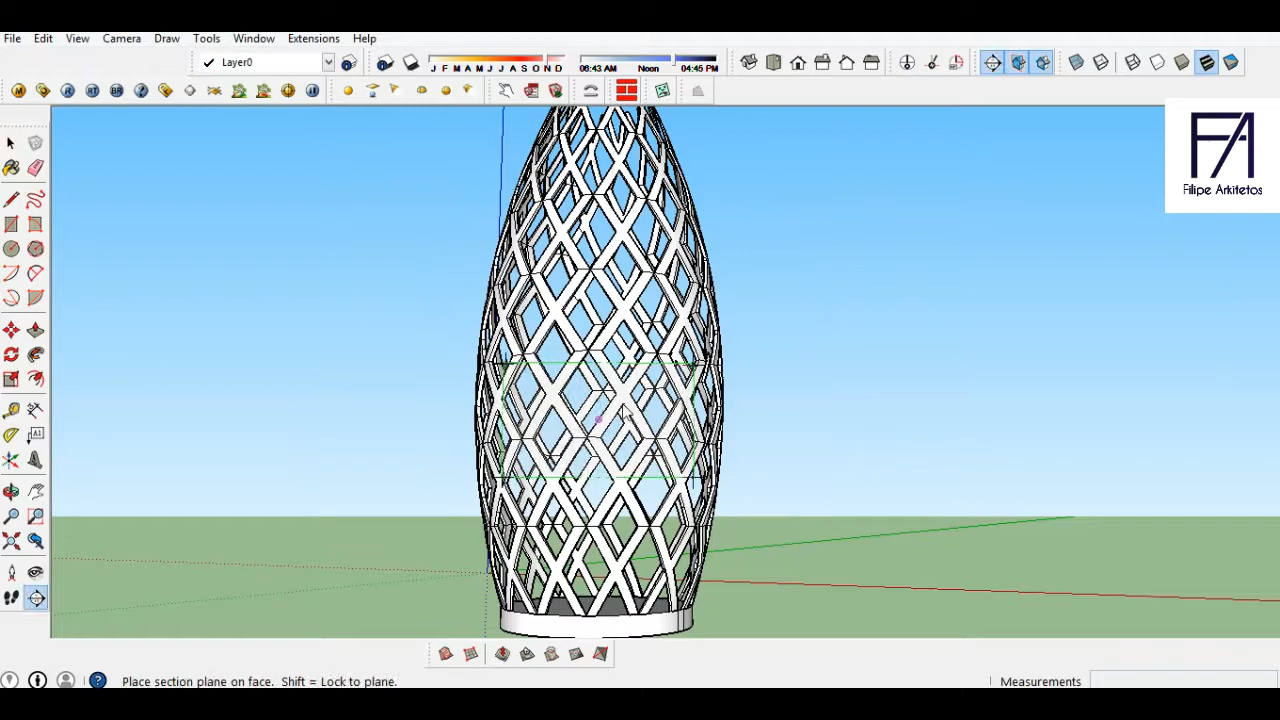 File Edit View Camera Draw Tools Window Extensions Help
Layer0
J F M A M J J A S O N D
06:43 AM Noon 04:45 PM
FA
Filipe Arkitetos
Place section plane on face. Shift = Lock to plane.
Measurements